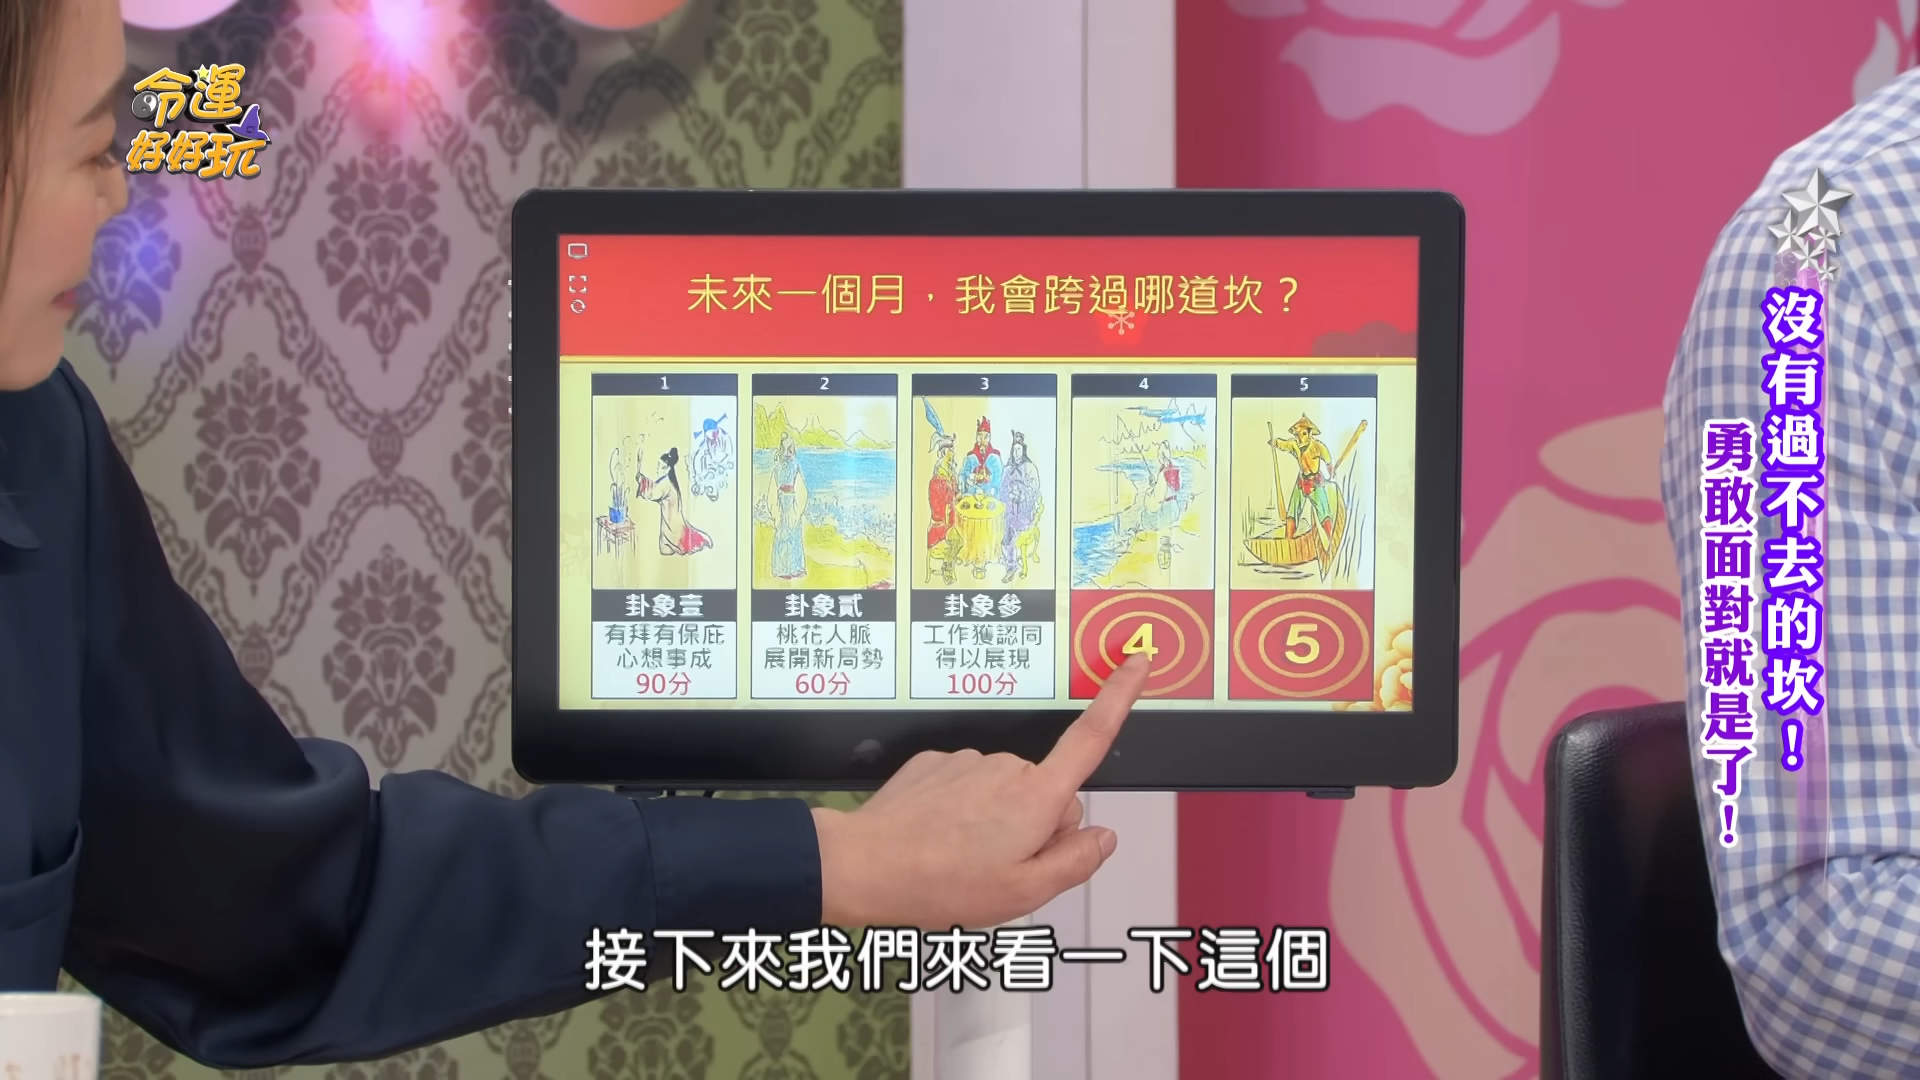 命運
好好玩
未來一個月，我會跨過哪道坎？
1
2
3
4
5
卦象壹
有拜有保庇
心想事成
90分
卦象貳
桃花人脈
展開新局勢
60分
卦象參
工作獲認同
得以展現
100分
4
5
沒有過不去的坎！
勇敢面對就是了！
接下來我們來看一下這個